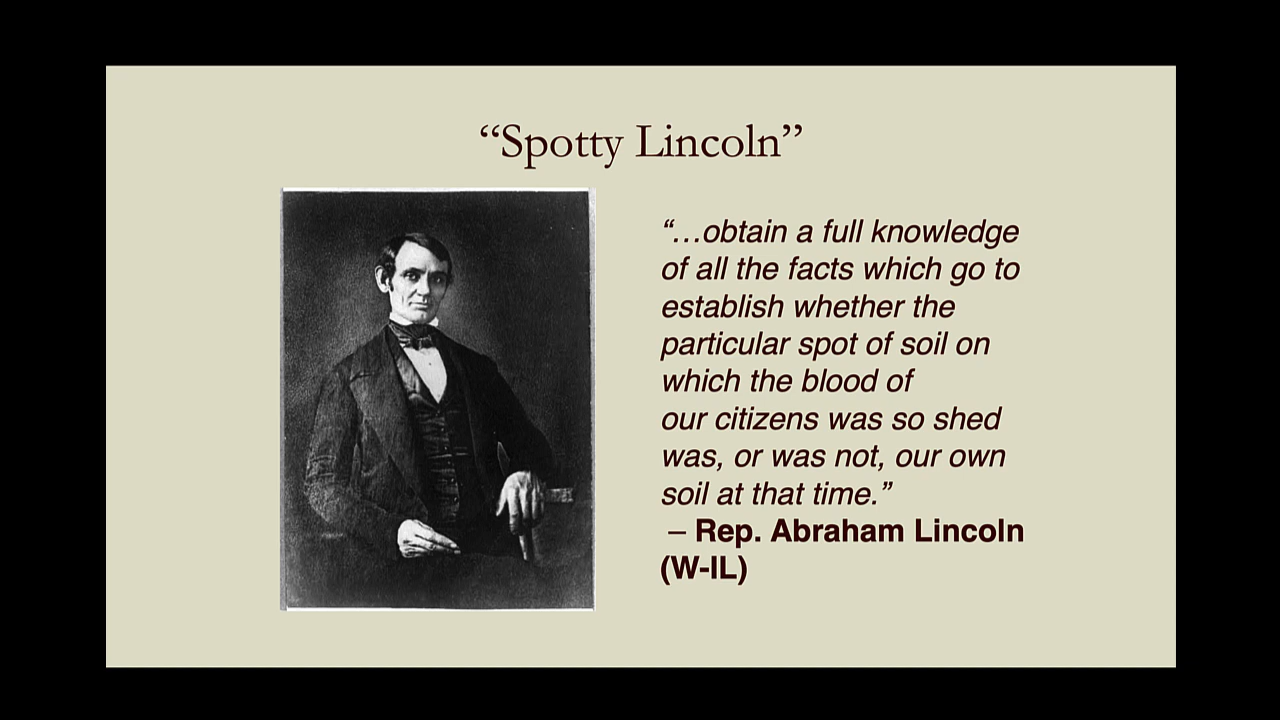 “Spotty Lincoln”
“…obtain a full knowledge
of all the facts which go to
establish whether the
particular spot of soil on
which the blood of
our citizens was so shed
was, or was not, our own
soil at that time.”
– Rep. Abraham Lincoln
(W-IL)